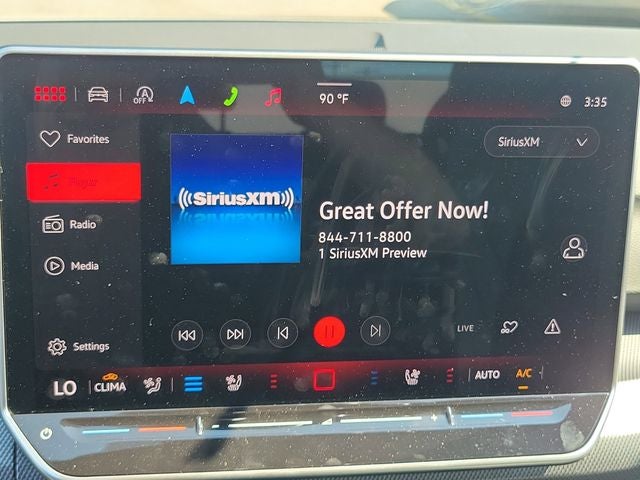 A
OFF
90 °F
3:35
Favorites
SiriusXM
Player
((SiriusXM))
Great Offer Now!
844-711-8800
1 SiriusXM Preview
Radio
Media
LIVE
Settings
LO
CLIMA
AUTO
A/C